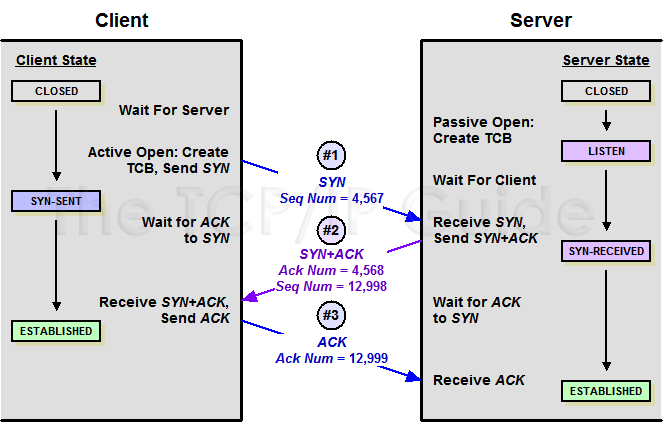 Client
Server
Client State
CLOSED
Wait For Server
Active Open: Create
TCB, Send SYN
SYN-SENT
Wait for ACK
to SYN
Receive SYN+ACK,
Send ACK
ESTABLISHED
#1
SYN
Seq Num = 4,567
#2
SYN+ACK
Ack Num = 4,568
Seq Num = 12,998
#3
ACK
Ack Num = 12,999
Server State
CLOSED
Passive Open:
Create TCB
LISTEN
Wait For Client
Receive SYN,
Send SYN+ACK
SYN-RECEIVED
Wait for ACK
to SYN
Receive ACK
ESTABLISHED
The TCP/IP Guide